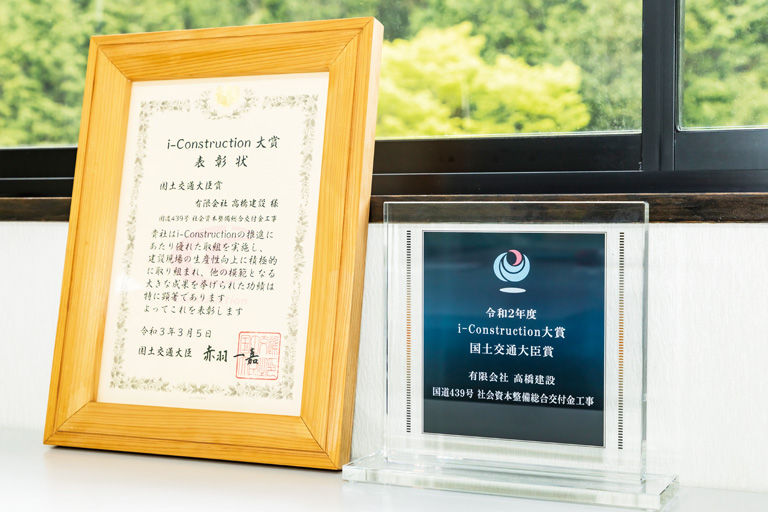 i-Construction 大賞
表彰状
国土交通大臣賞
有限会社 高橋建設 様
国道439号 社会資本整備総合交付金工事
貴社はi-Constructionの推進に
あたり優れた取組を実施し、
建設現場の生産性向上に積極的
に取り組まれ、他の模範となる
大きな成果を挙げられた功績は
特に顕著であります
よってこれを表彰します
令和3年3月5日
国土交通大臣 赤羽一嘉
令和2年度
i-Construction大賞
国土交通大臣賞
有限会社 高橋建設
国道439号 社会資本整備総合交付金工事